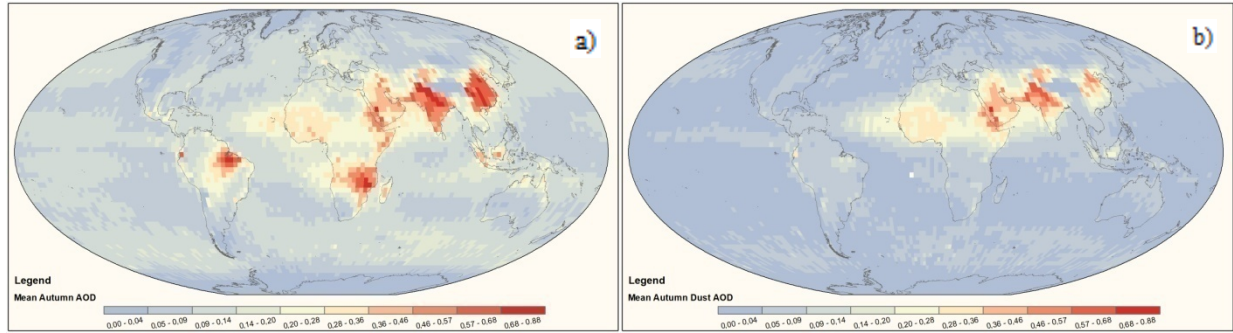 a)
Legend
Mean Autumn AOD
0,00 - 0,04 0,05 - 0,09 0,09 - 0,14 0,14 - 0,20 0,20 - 0,28 0,28 - 0,36 0,36 - 0,46 0,46 - 0,57 0,57 - 0,68 0,68 - 0,88
b)
Legend
Mean Autumn Dust AOD
0,00 - 0,04 0,05 - 0,09 0,09 - 0,14 0,14 - 0,20 0,20 - 0,28 0,28 - 0,36 0,36 - 0,46 0,46 - 0,57 0,57 - 0,68 0,68 - 0,88